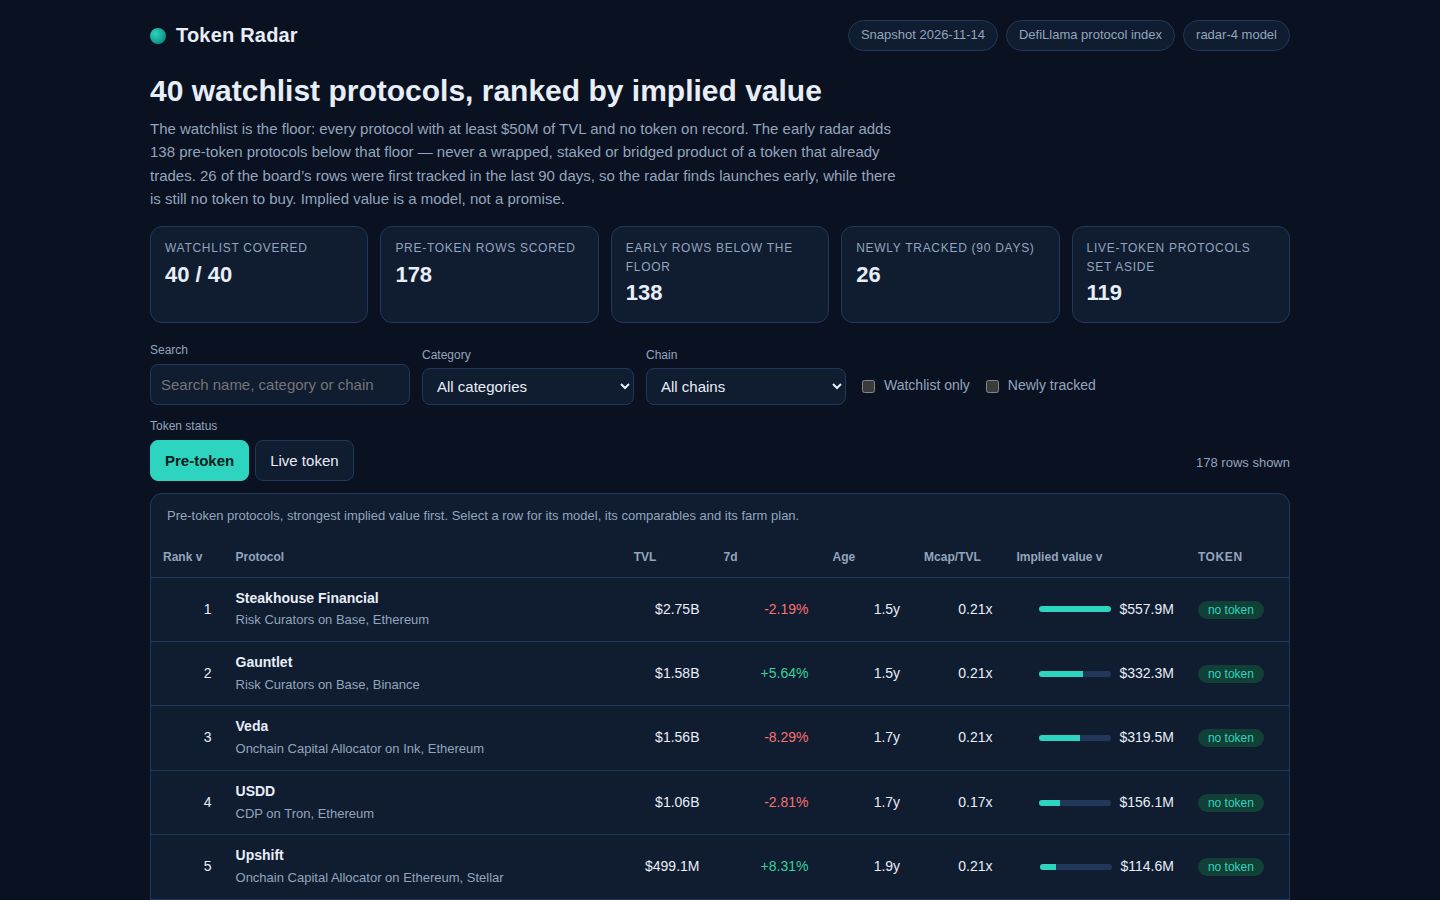 Token Radar
Snapshot 2026-11-14
DefiLlama protocol index
radar-4 model
40 watchlist protocols, ranked by implied value
The watchlist is the floor: every protocol with at least $50M of TVL and no token on record. The early radar adds
138 pre-token protocols below that floor — never a wrapped, staked or bridged product of a token that already
trades. 26 of the board’s rows were first tracked in the last 90 days, so the radar finds launches early, while there
is still no token to buy. Implied value is a model, not a promise.
WATCHLIST COVERED
40 / 40
PRE-TOKEN ROWS SCORED
178
EARLY ROWS BELOW THE
FLOOR
138
NEWLY TRACKED (90 DAYS)
26
LIVE-TOKEN PROTOCOLS
SET ASIDE
119
Search
Search name, category or chain
Category
All categories
Chain
All chains
Watchlist only
Newly tracked
Token status
Pre-token
Live token
178 rows shown
Pre-token protocols, strongest implied value first. Select a row for its model, its comparables and its farm plan.
Rank v Protocol TVL 7d Age Mcap/TVL Implied value v TOKEN
1 Steakhouse Financial $2.75B -2.19% 1.5y 0.21x $557.9M no token
Risk Curators on Base, Ethereum
2 Gauntlet $1.58B +5.64% 1.5y 0.21x $332.3M no token
Risk Curators on Base, Binance
3 Veda $1.56B -8.29% 1.7y 0.21x $319.5M no token
Onchain Capital Allocator on Ink, Ethereum
4 USDD $1.06B -2.81% 1.7y 0.17x $156.1M no token
CDP on Tron, Ethereum
5 Upshift $499.1M +8.31% 1.9y 0.21x $114.6M no token
Onchain Capital Allocator on Ethereum, Stellar